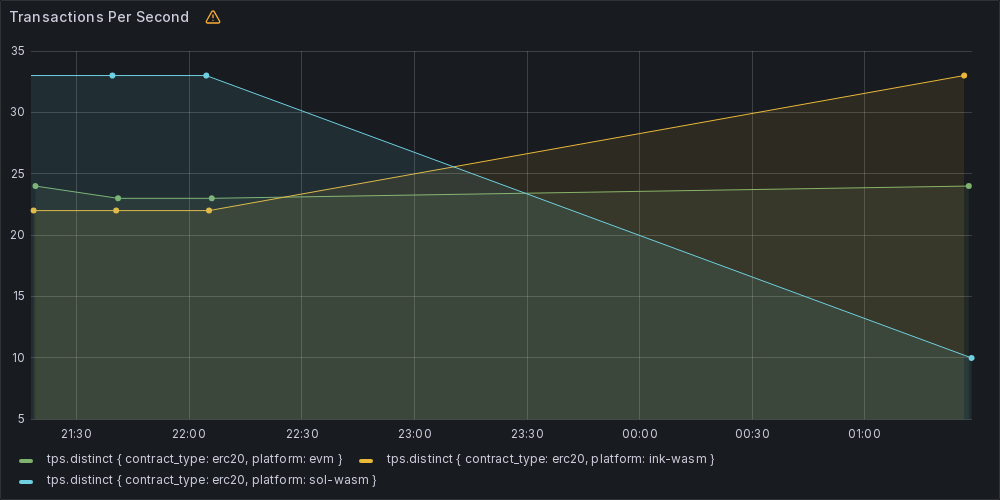 Transactions Per Second
35
30
25
20
15
10
5
21:30 22:00 22:30 23:00 23:30 00:00 00:30 01:00
tps.distinct { contract_type: erc20, platform: evm } tps.distinct { contract_type: erc20, platform: ink-wasm }
tps.distinct { contract_type: erc20, platform: sol-wasm }